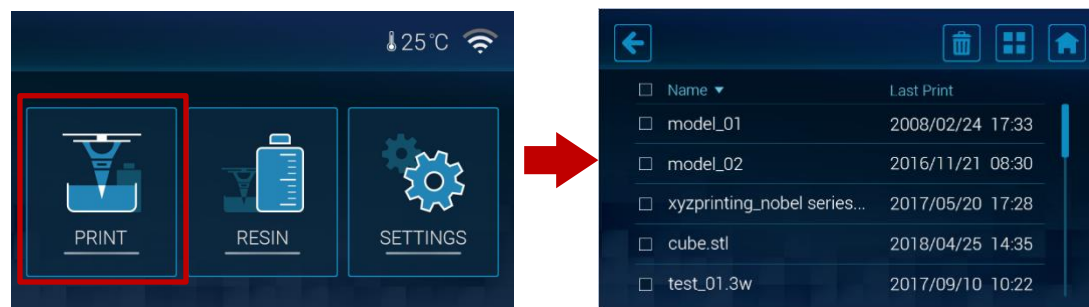 25°C
PRINT
RESIN
SETTINGS
Name ▼ Last Print
model_01 2008/02/24 17:33
model_02 2016/11/21 08:30
xyzprinting_nobel series... 2017/05/20 17:28
cube.stl 2018/04/25 14:35
test_01.3w 2017/09/10 10:22